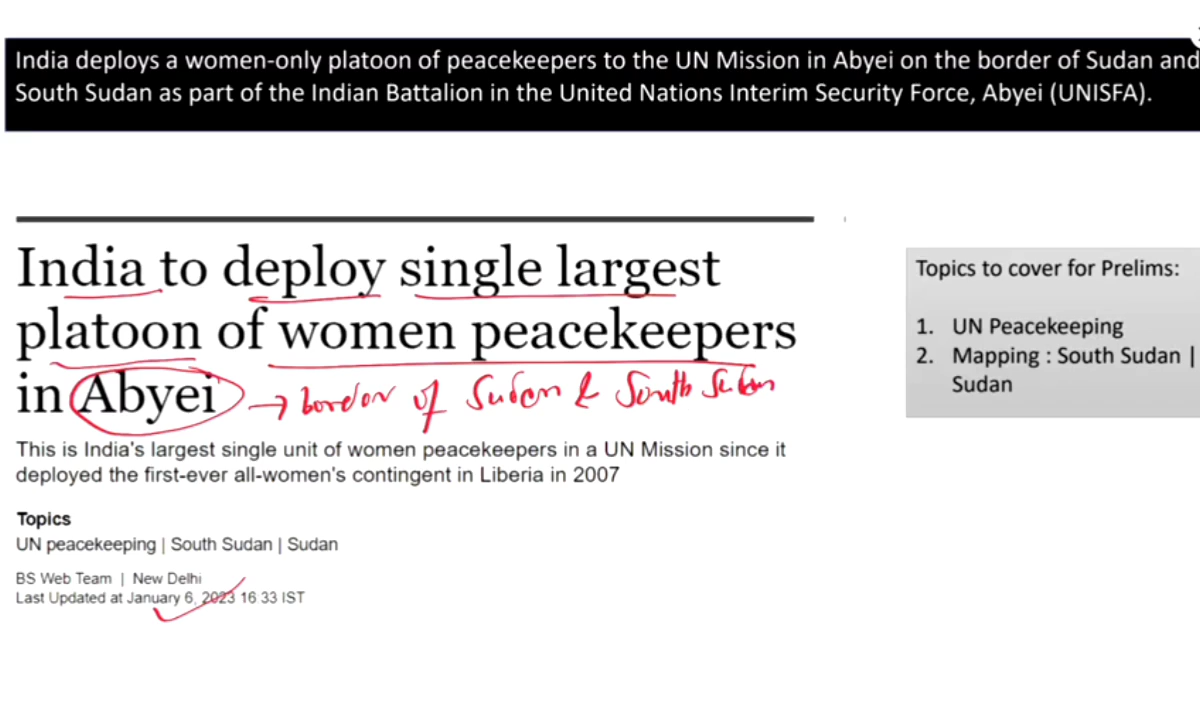 India deploys a women-only platoon of peacekeepers to the UN Mission in Abyei on the border of Sudan and
South Sudan as part of the Indian Battalion in the United Nations Interim Security Force, Abyei (UNISFA).
India to deploy single largest
platoon of women peacekeepers
in Abyei → border of Sudan & South Sudan
This is India's largest single unit of women peacekeepers in a UN Mission since it
deployed the first-ever all-women's contingent in Liberia in 2007
Topics
UN peacekeeping | South Sudan | Sudan
BS Web Team | New Delhi
Last Updated at January 6, 2023 16 33 IST
Topics to cover for Prelims:
1. UN Peacekeeping
2. Mapping : South Sudan |
Sudan